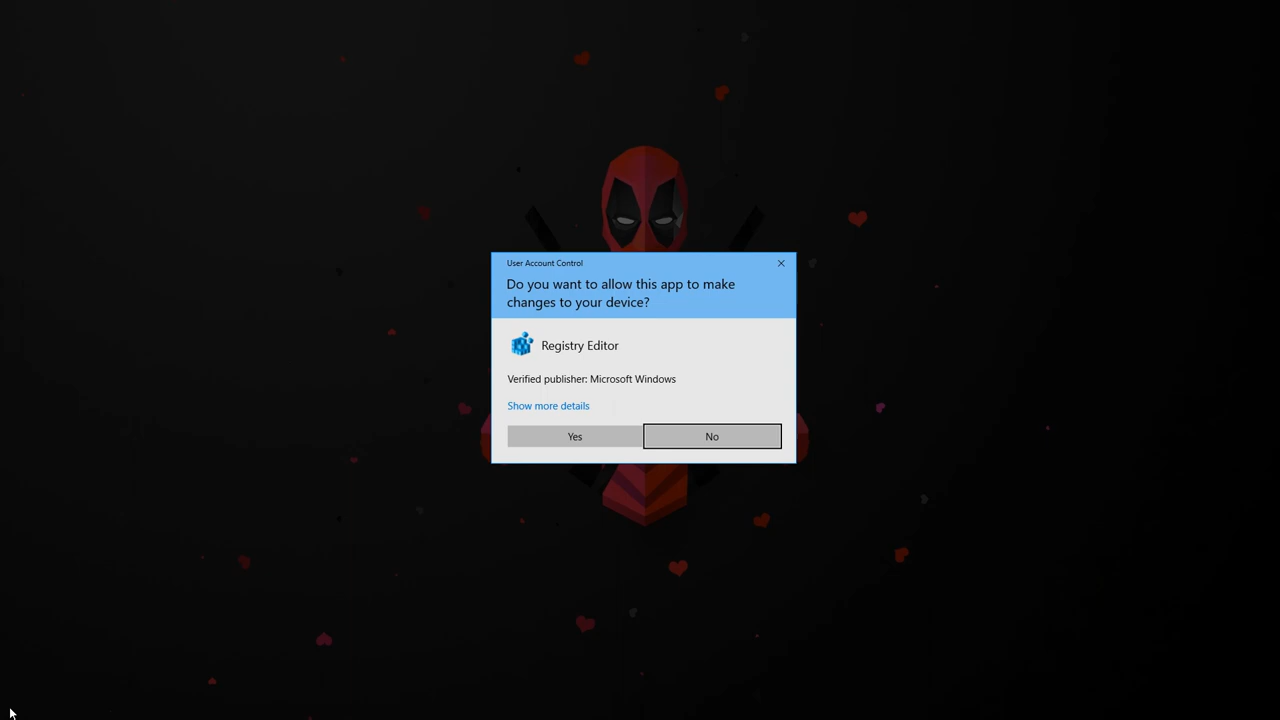 User Account Control
Do you want to allow this app to make
changes to your device?
Registry Editor
Verified publisher: Microsoft Windows
Show more details
Yes
No